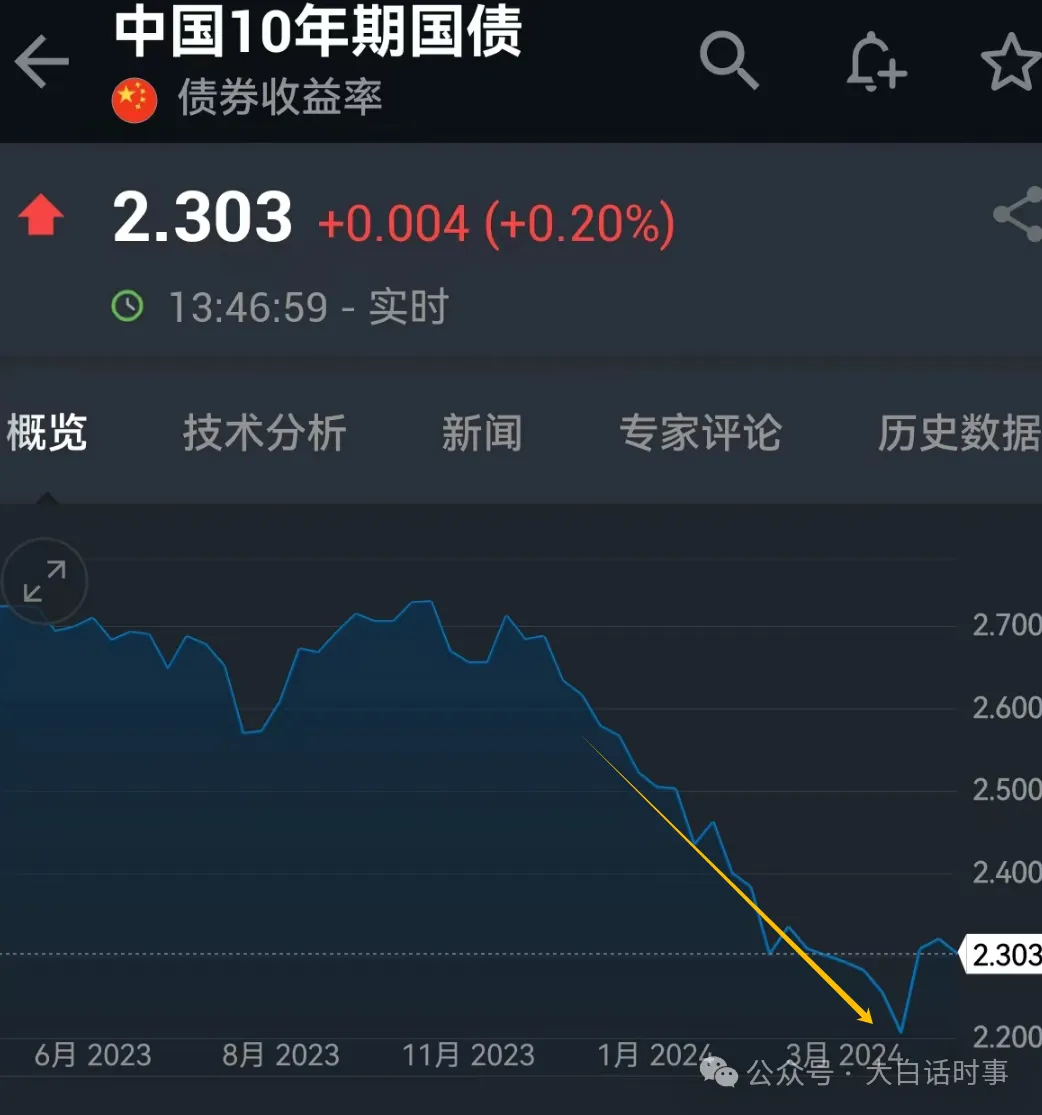 中国10年期国债
债券收益率
2.303 +0.004 (+0.20%)
13:46:59 - 实时
概览 技术分析 新闻 专家评论 历史数据
2.700
2.600
2.500
2.400
2.303
2.200
6月 2023 8月 2023 11月 2023 1月 2024 3月 2024
公众号 · 大白话时事